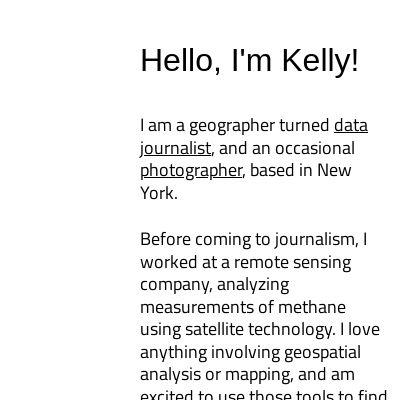 Hello, I'm Kelly!
I am a geographer turned data
journalist, and an occasional
photographer, based in New
York.
Before coming to journalism, I
worked at a remote sensing
company, analyzing
measurements of methane
using satellite technology. I love
anything involving geospatial
analysis or mapping, and am
excited to use those tools to find